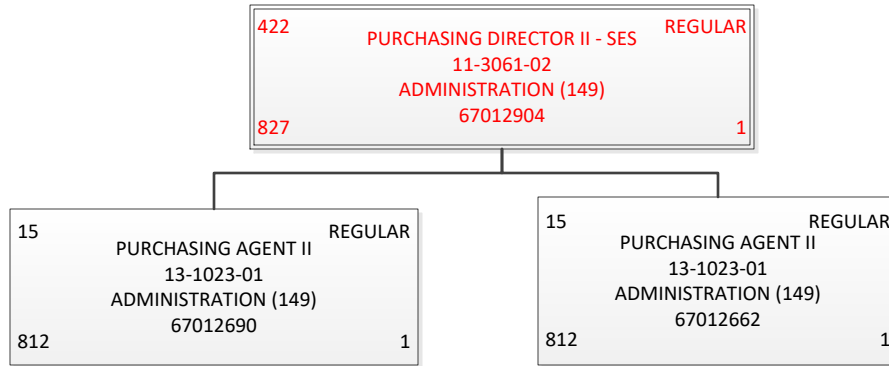 422 REGULAR
PURCHASING DIRECTOR II - SES
11-3061-02
ADMINISTRATION (149)
67012904
827 1
15 REGULAR
PURCHASING AGENT II
13-1023-01
ADMINISTRATION (149)
67012690
812 1
15 REGULAR
PURCHASING AGENT II
13-1023-01
ADMINISTRATION (149)
67012662
812 1